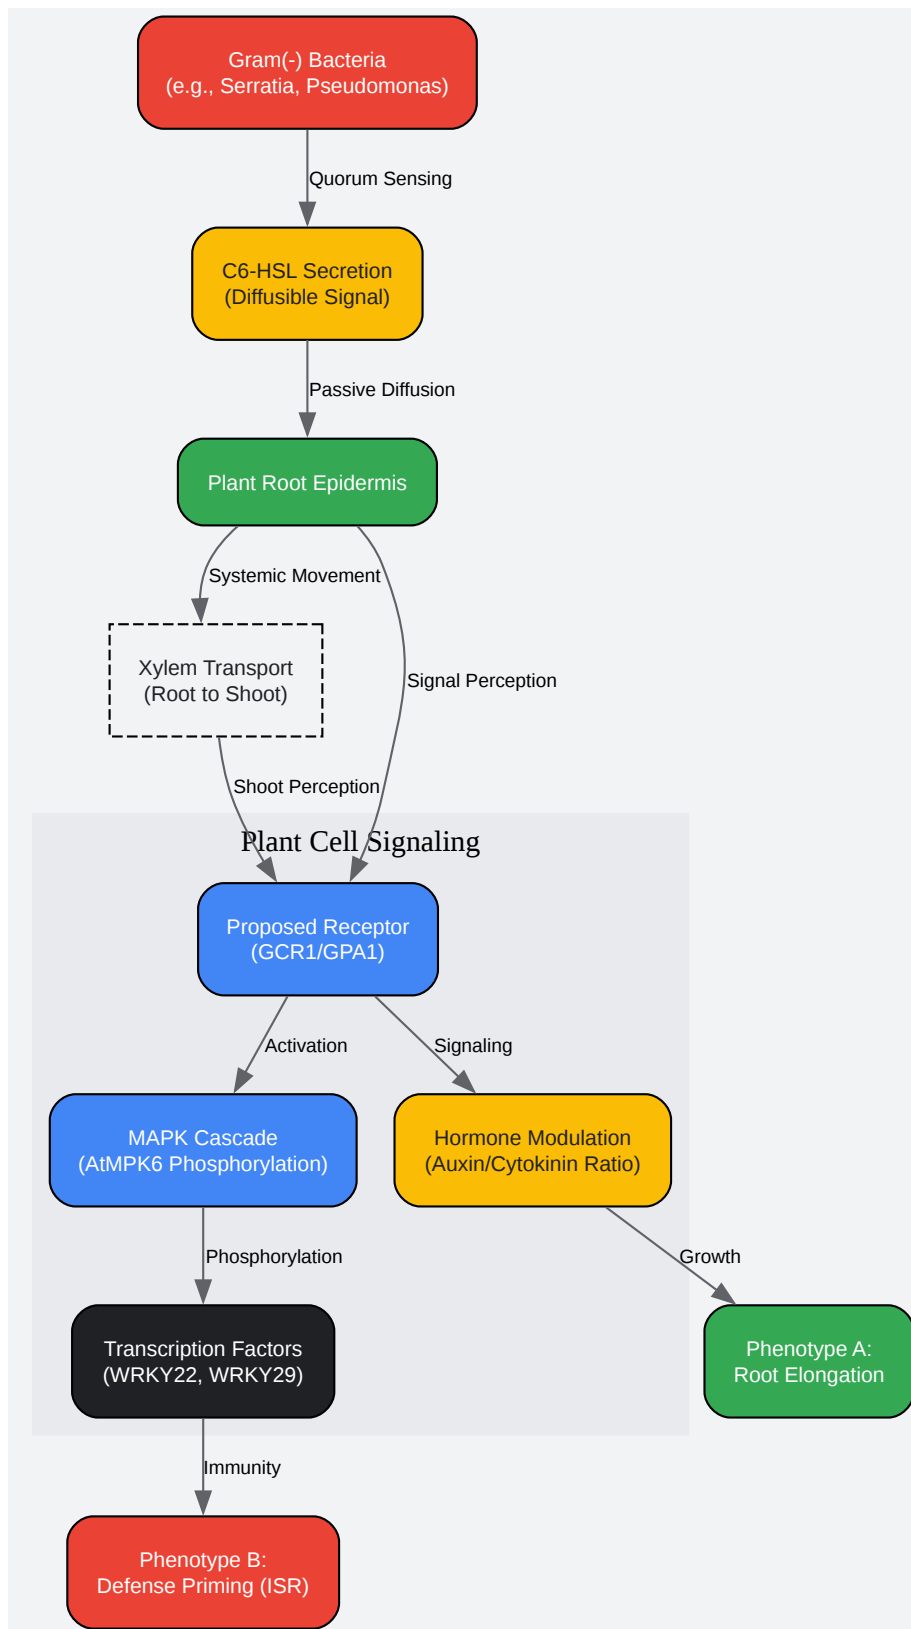 Gram(-) Bacteria
(e.g., Serratia, Pseudomonas)
Quorum Sensing
C6-HSL Secretion
(Diffusible Signal)
Passive Diffusion
Plant Root Epidermis
Systemic Movement
Xylem Transport
(Root to Shoot)
Signal Perception
Shoot Perception
Plant Cell Signaling
Proposed Receptor
(GCR1/GPA1)
Activation
Signaling
MAPK Cascade
(AtMPK6 Phosphorylation)
Hormone Modulation
(Auxin/Cytokinin Ratio)
Phosphorylation
Growth
Transcription Factors
(WRKY22, WRKY29)
Phenotype A:
Root Elongation
Immunity
Phenotype B:
Defense Priming (ISR)